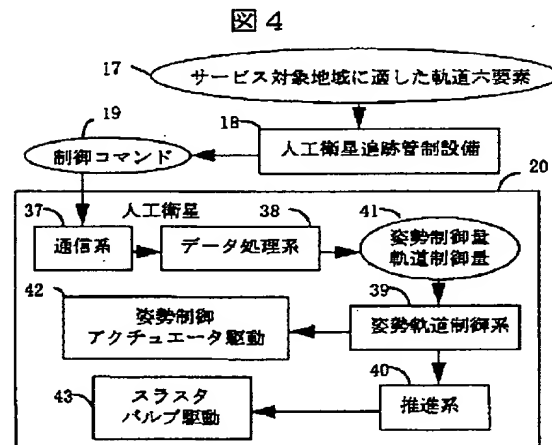 図4
17
サービス対象地域に適した軌道六要素
19
18
制御コマンド
人工衛星追跡管制設備
20
37
人工衛星
38
41
通信系
データ処理系
姿勢制御量
軌道制御量
42
39
姿勢制御
アクチュエータ駆動
姿勢軌道制御系
40
43
スラスタ
バルブ駆動
推進系